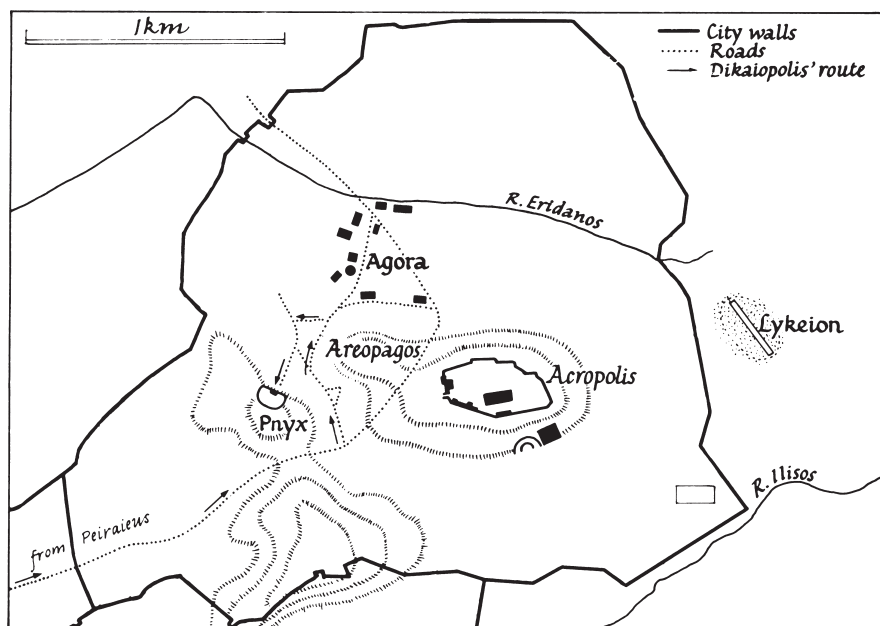 1km
City walls
Roads
Dikaiopolis' route
R. Eridanos
Agora
Lykeion
Areopagos
Acropolis
Pnyx
R. Ilisos
from Peiraieus